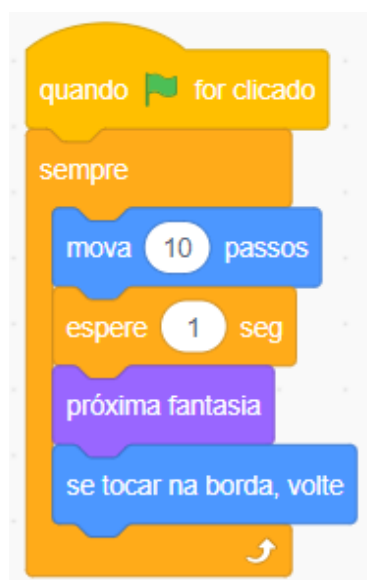 quando for clicado
sempre
mova 10 passos
espere 1 seg
próxima fantasia
se tocar na borda, volte